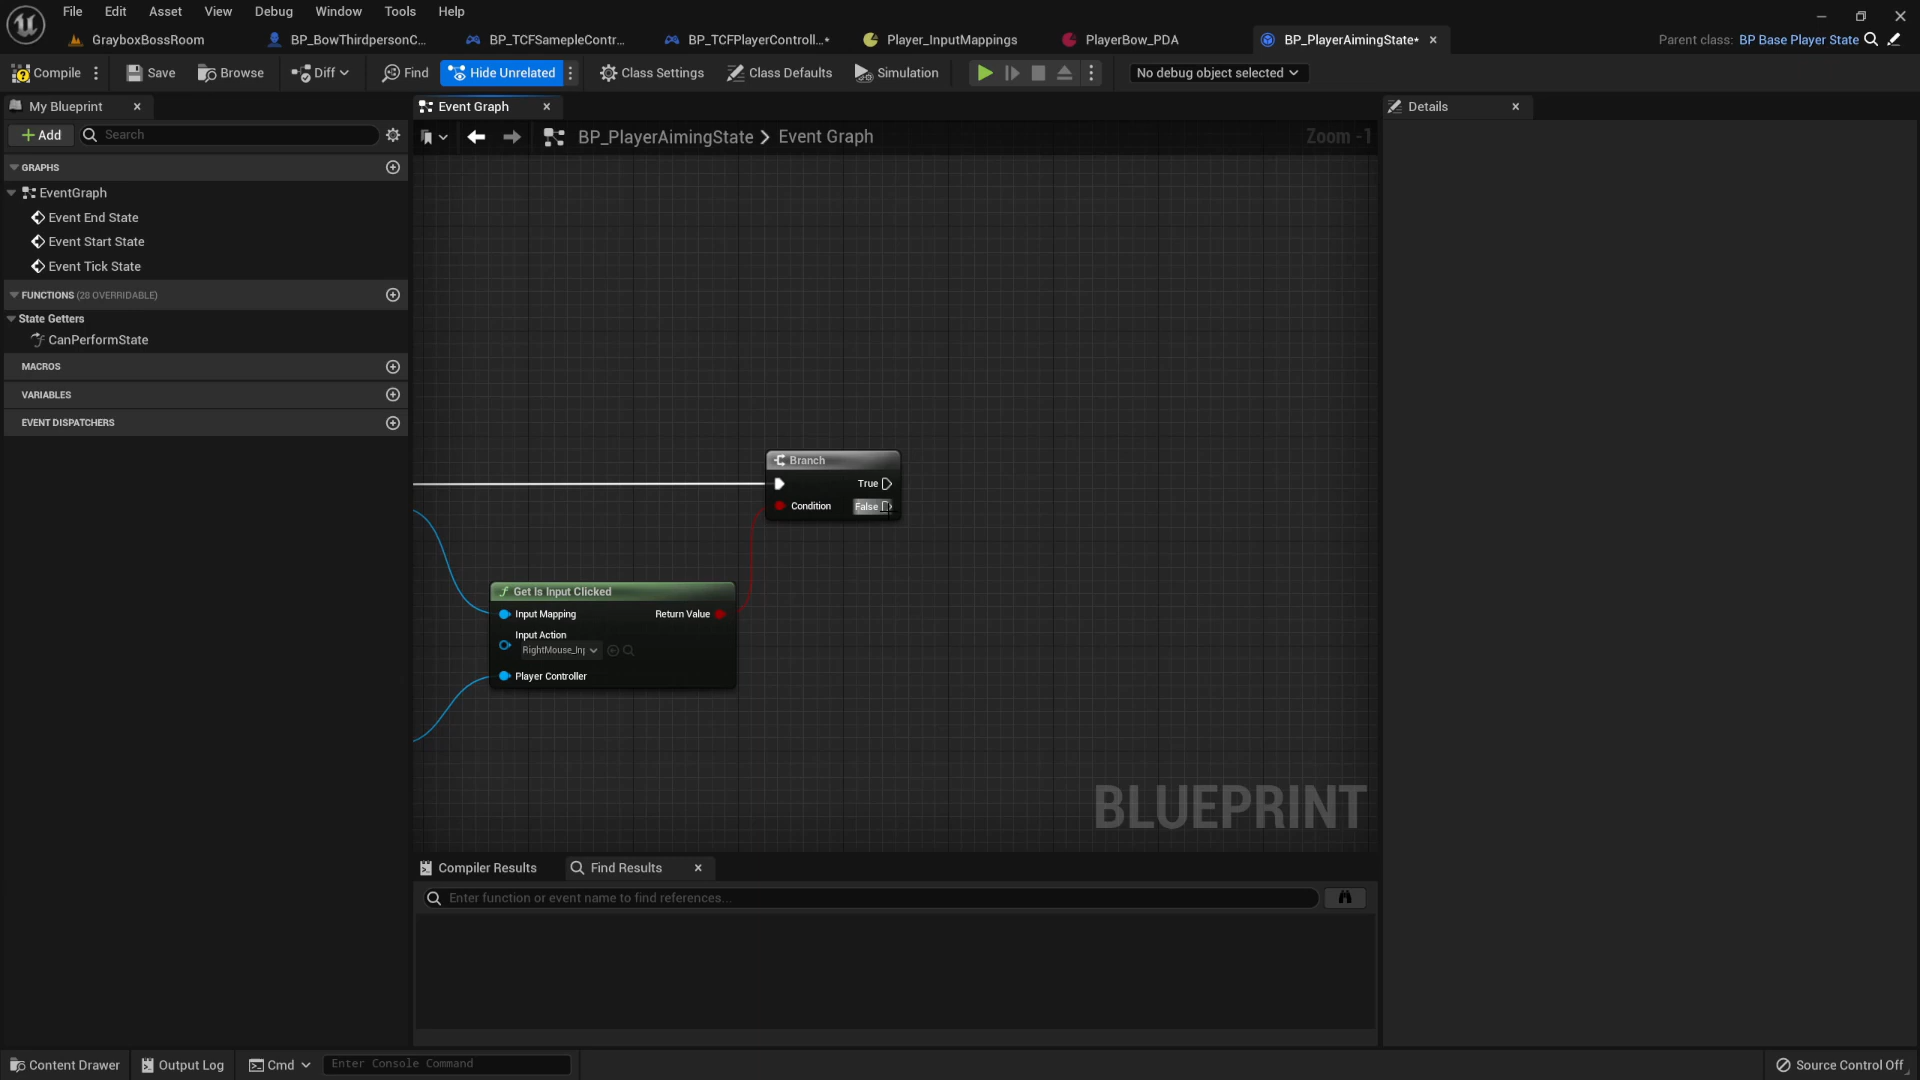 File Edit Asset View Debug Window Tools Help
GrayboxBossRoom BP_BowThirdpersonC... BP_TCFSamepleContr... BP_TCFPlayerControll...* Player_InputMappings PlayerBow_PDA BP_PlayerAimingState* Parent class: BP Base Player State
Compile Save Browse Diff Find Hide Unrelated Class Settings Class Defaults Simulation No debug object selected
My Blueprint Event Graph Details
Add Search
BP_PlayerAimingState > Event Graph Zoom -1
GRAPHS
EventGraph
Event End State
Event Start State
Event Tick State
FUNCTIONS (28 OVERRIDABLE)
State Getters
CanPerformState
MACROS
VARIABLES
EVENT DISPATCHERS
Branch
True
Condition False
Get Is Input Clicked
Input Mapping Return Value
Input Action
RightMouse_Inp
Player Controller
BLUEPRINT
Compiler Results Find Results
Enter function or event name to find references...
Content Drawer Output Log Cmd Enter Console Command Source Control Off